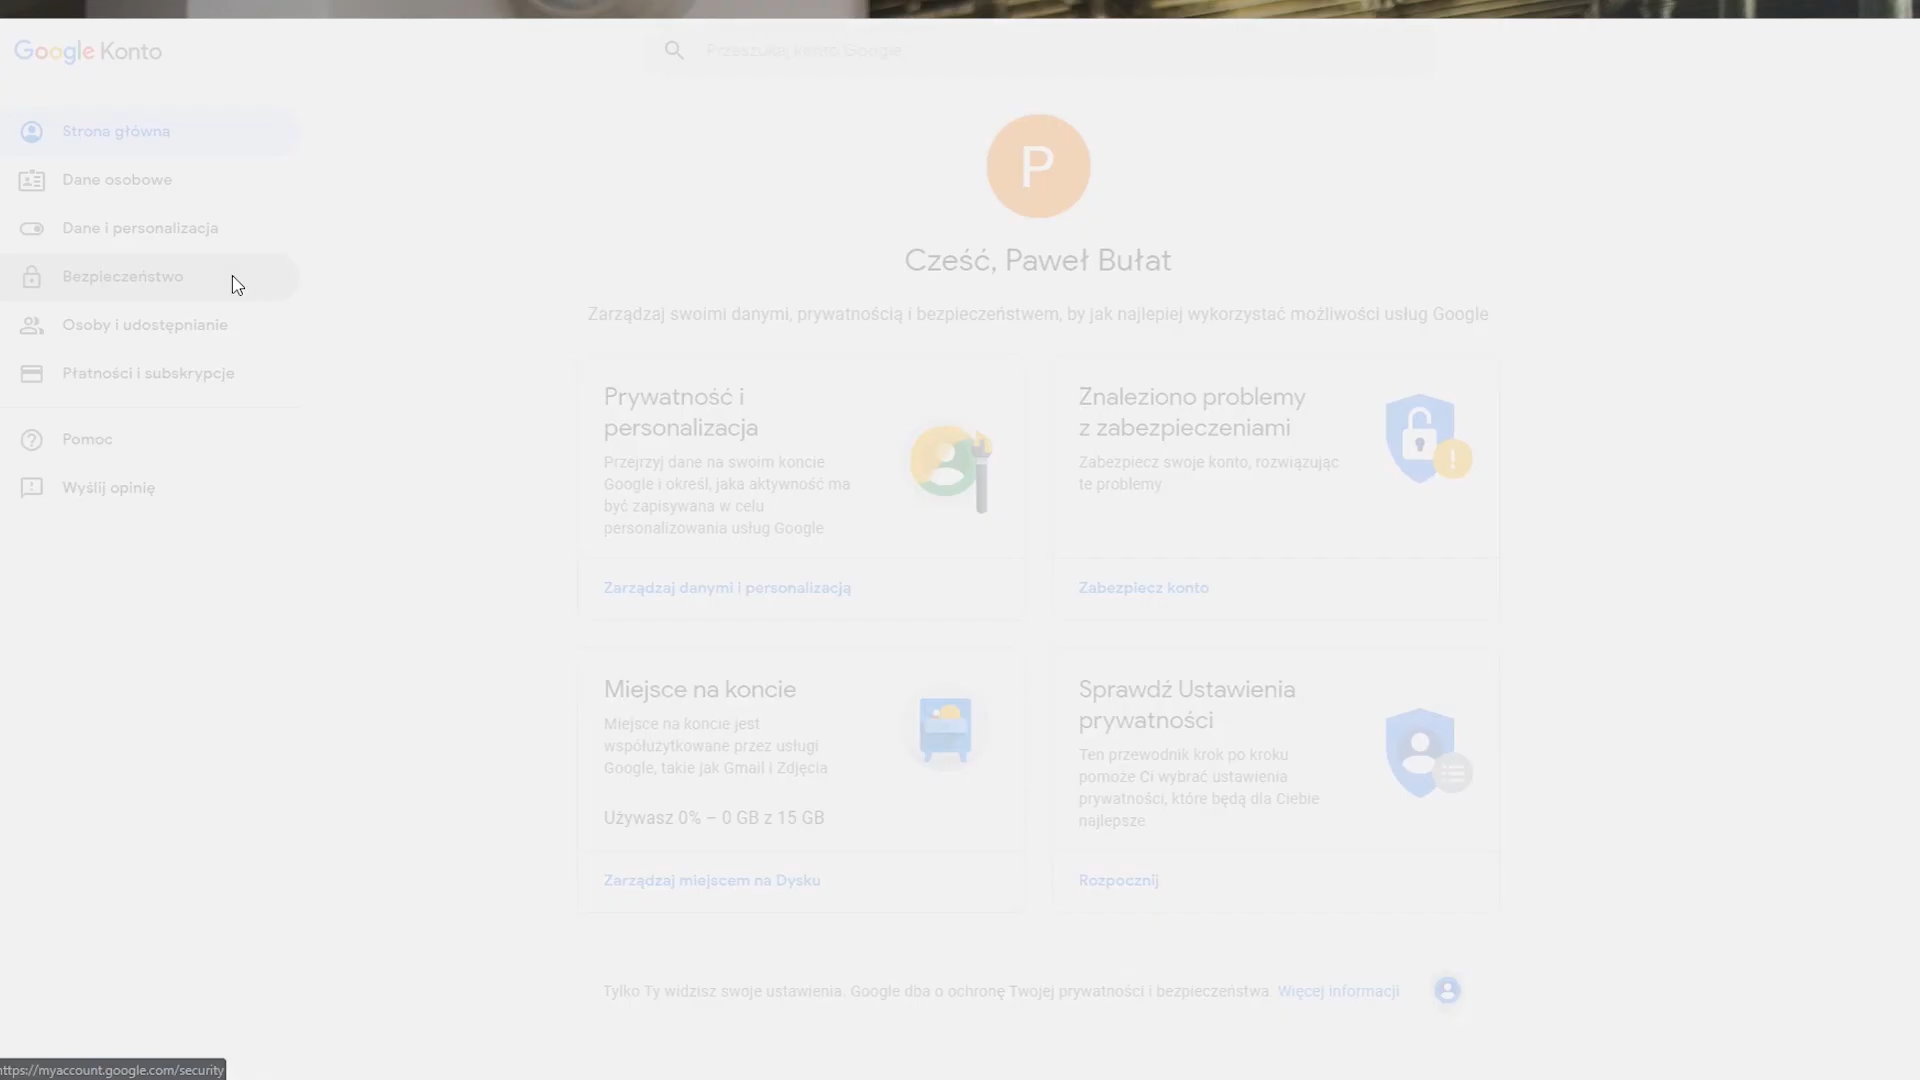 Google Konto
Przeszukaj konto Google
Strona główna
Dane osobowe
Dane i personalizacja
Bezpieczeństwo
Osoby i udostępnianie
Płatności i subskrypcje
Pomoc
Wyślij opinię
P
Cześć, Paweł Bułat
Zarządzaj swoimi danymi, prywatnością i bezpieczeństwem, by jak najlepiej wykorzystać możliwości usług Google
Prywatność i
personalizacja
Przejrzyj dane na swoim koncie
Google i określ, jaka aktywność ma
być zapisywana w celu
personalizowania usług Google
Zarządzaj danymi i personalizacją
Znaleziono problemy
z zabezpieczeniami
Zabezpiecz swoje konto, rozwiązując
te problemy
Zabezpiecz konto
Miejsce na koncie
Miejsce na koncie jest
współużytkowane przez usługi
Google, takie jak Gmail i Zdjęcia
Używasz 0% – 0 GB z 15 GB
Zarządzaj miejscem na Dysku
Sprawdź Ustawienia
prywatności
Ten przewodnik krok po kroku
pomoże Ci wybrać ustawienia
prywatności, które będą dla Ciebie
najlepsze
Rozpocznij
Tylko Ty widzisz swoje ustawienia. Google dba o ochronę Twojej prywatności i bezpieczeństwa. Więcej informacji
https://myaccount.google.com/security